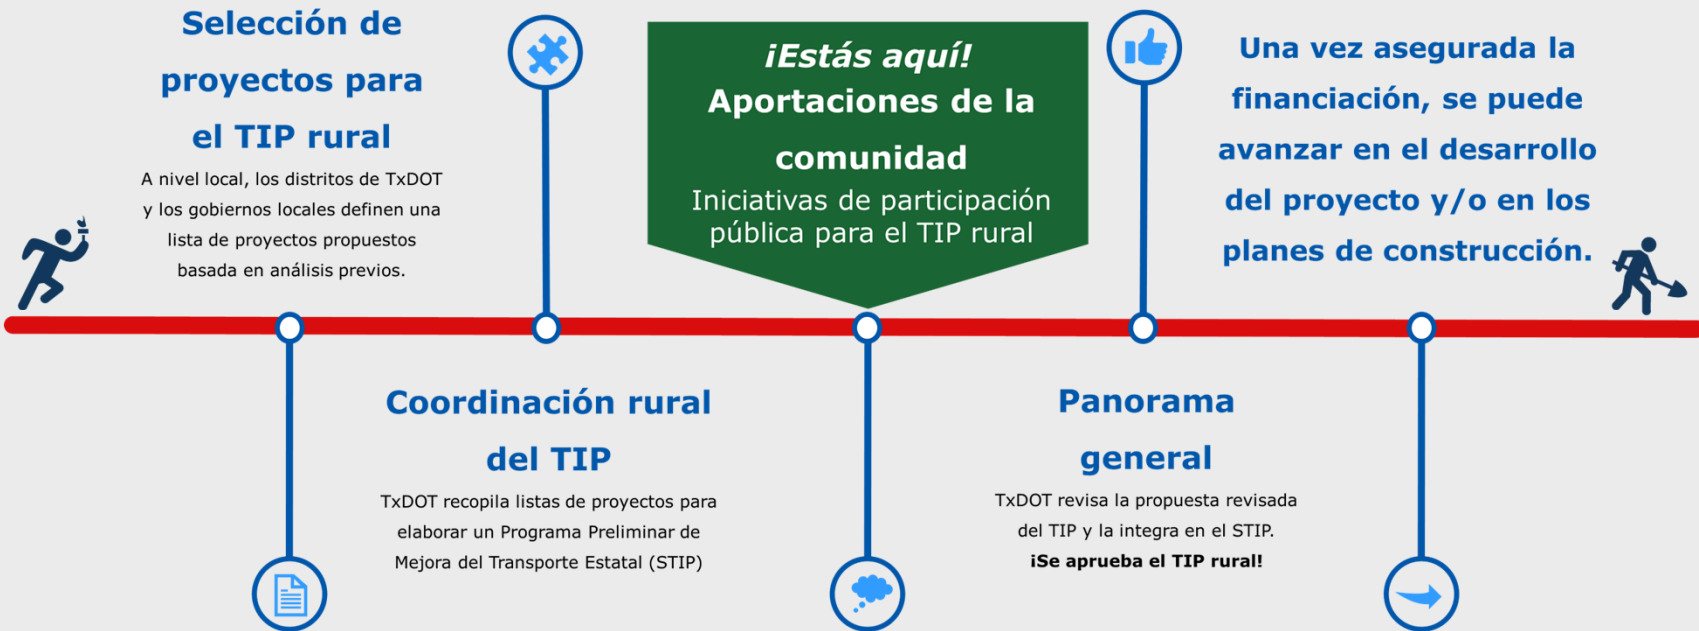 Selección de
proyectos para
el TIP rural
A nivel local, los distritos de TxDOT
y los gobiernos locales definen una
lista de proyectos propuestos
basada en análisis previos.
Coordinación rural
del TIP
TxDOT recopila listas de proyectos para
elaborar un Programa Preliminar de
Mejora del Transporte Estatal (STIP)
¡Estás aquí!
Aportaciones de la
comunidad
Iniciativas de participación
pública para el TIP rural
Panorama
general
TxDOT revisa la propuesta revisada
del TIP y la integra en el STIP.
¡Se aprueba el TIP rural!
Una vez asegurada la
financiación, se puede
avanzar en el desarrollo
del proyecto y/o en los
planes de construcción.